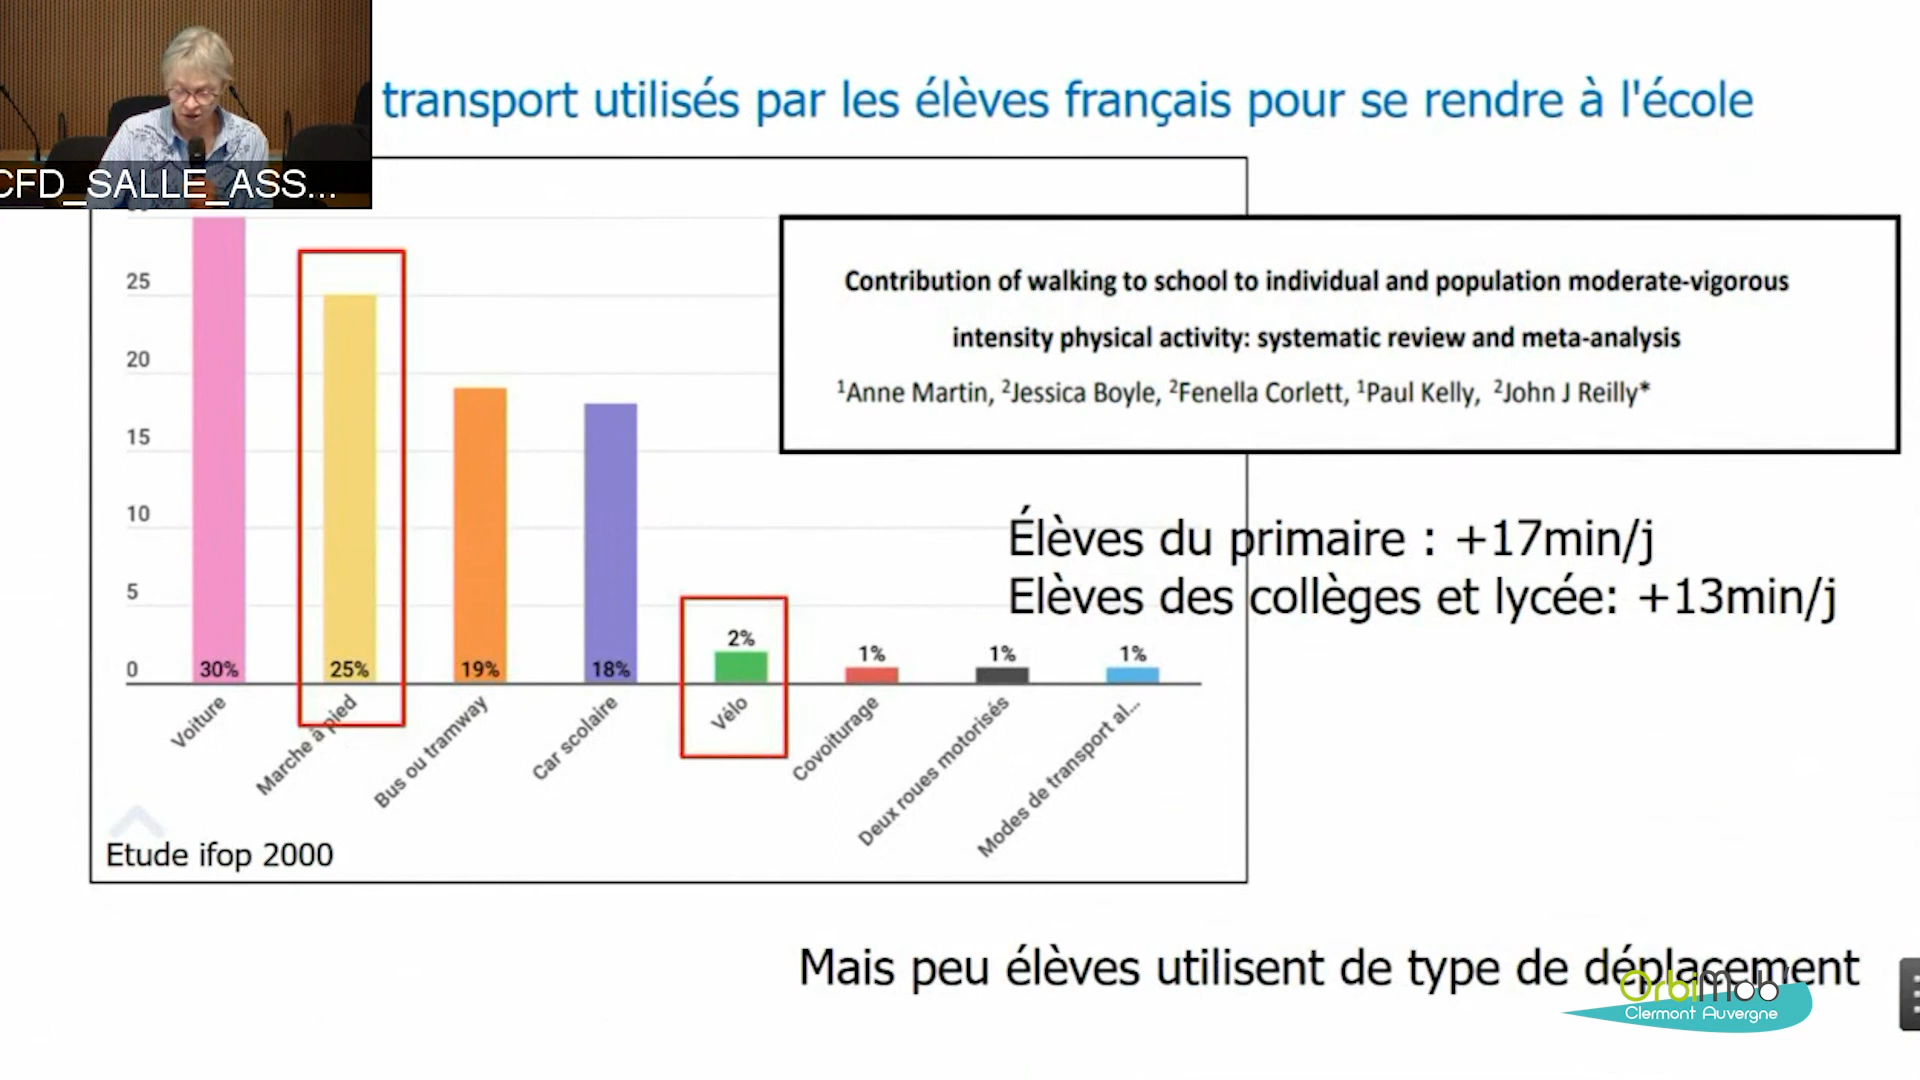 CFD_SALLE_ASS...
transport utilisés par les élèves français pour se rendre à l'école
25
20
15
10
5
0
30%
25%
19%
18%
2%
1%
1%
1%
Voiture
Marche à pied
Bus ou tramway
Car scolaire
Vélo
Covoiturage
Deux roues motorisés
Modes de transport al...
Etude ifop 2000
Contribution of walking to school to individual and population moderate-vigorous
intensity physical activity: systematic review and meta-analysis
¹Anne Martin, ²Jessica Boyle, ²Fenella Corlett, ¹Paul Kelly, ²John J Reilly*
Élèves du primaire : +17min/j
Elèves des collèges et lycée: +13min/j
Mais peu élèves utilisent de type de déplacement
OrbiMob'
Clermont Auvergne